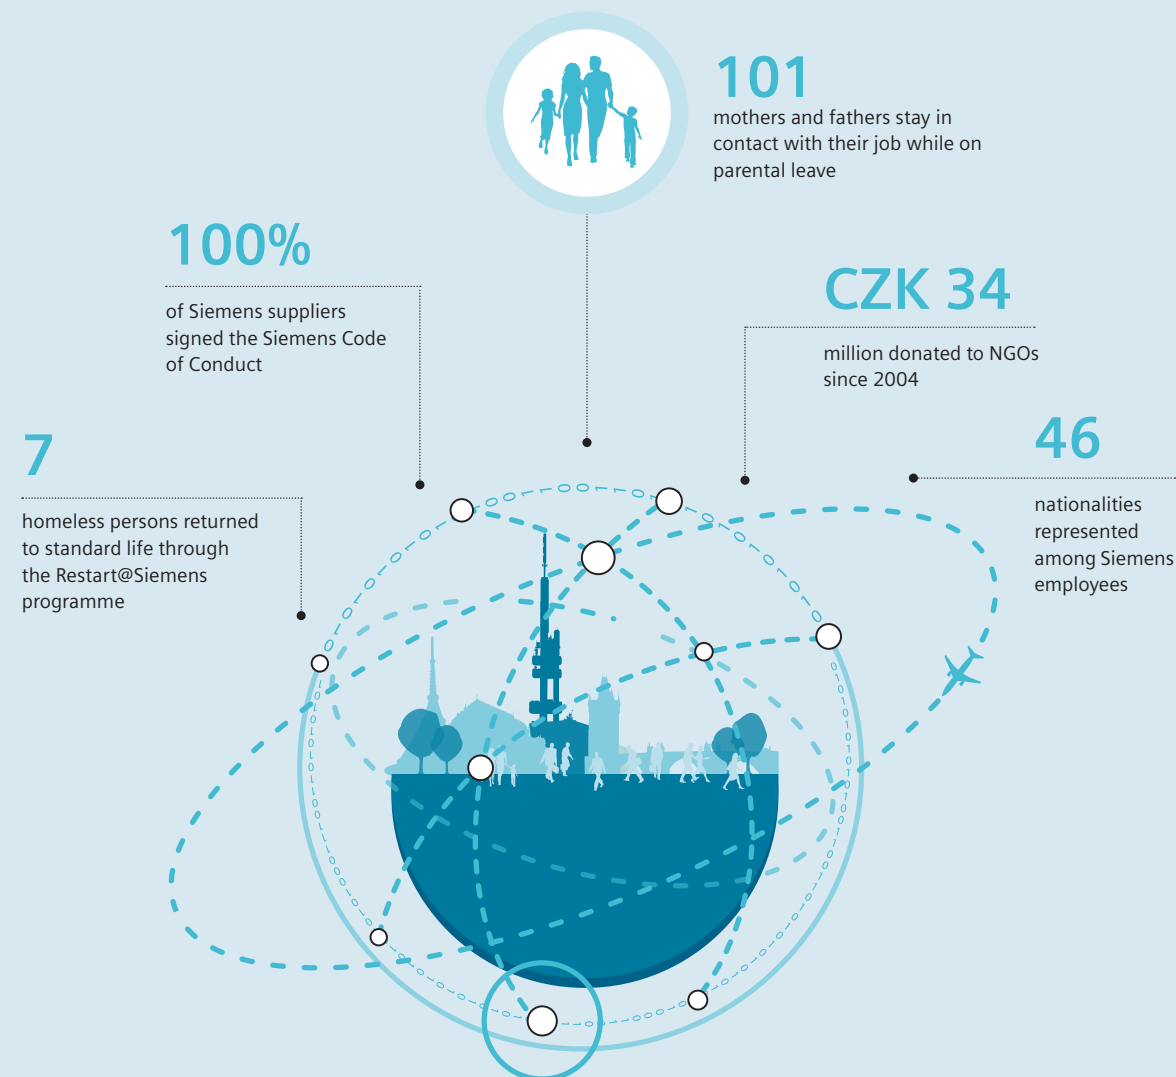 101
mothers and fathers stay in
contact with their job while on
parental leave
100%
of Siemens suppliers
signed the Siemens Code
of Conduct
CZK 34
million donated to NGOs
since 2004
7
homeless persons returned
to standard life through
the Restart@Siemens
programme
46
nationalities
represented
among Siemens
employees